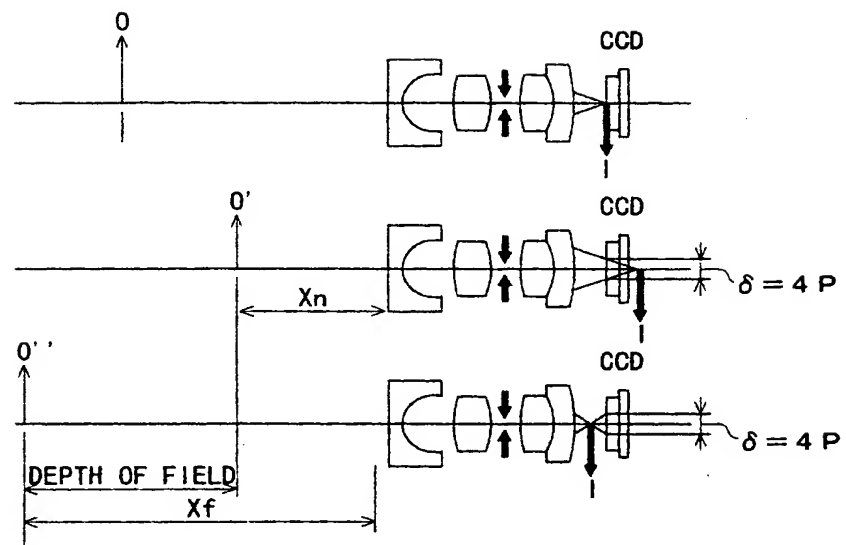 O
CCD
I
O'
CCD
Xn
δ = 4 P
I
O''
CCD
δ = 4 P
DEPTH OF FIELD
I
Xf